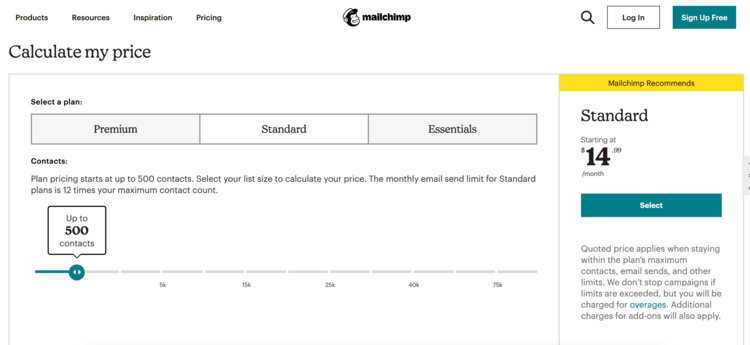 Products Resources Inspiration Pricing mailchimp Log In Sign Up Free
Calculate my price
Select a plan:
Premium Standard Essentials
Contacts:
Plan pricing starts at up to 500 contacts. Select your list size to calculate your price. The monthly email send limit for Standard
plans is 12 times your maximum contact count.
Up to
500
contacts
5k 15k 25k 40k 75k
Mailchimp Recommends
Standard
Starting at
$14.99
/month
Select
Quoted price applies when staying
within the plan's maximum
contacts, email sends, and other
limits. We don't stop campaigns if
limits are exceeded, but you will be
charged for overages. Additional
charges for add-ons will also apply.